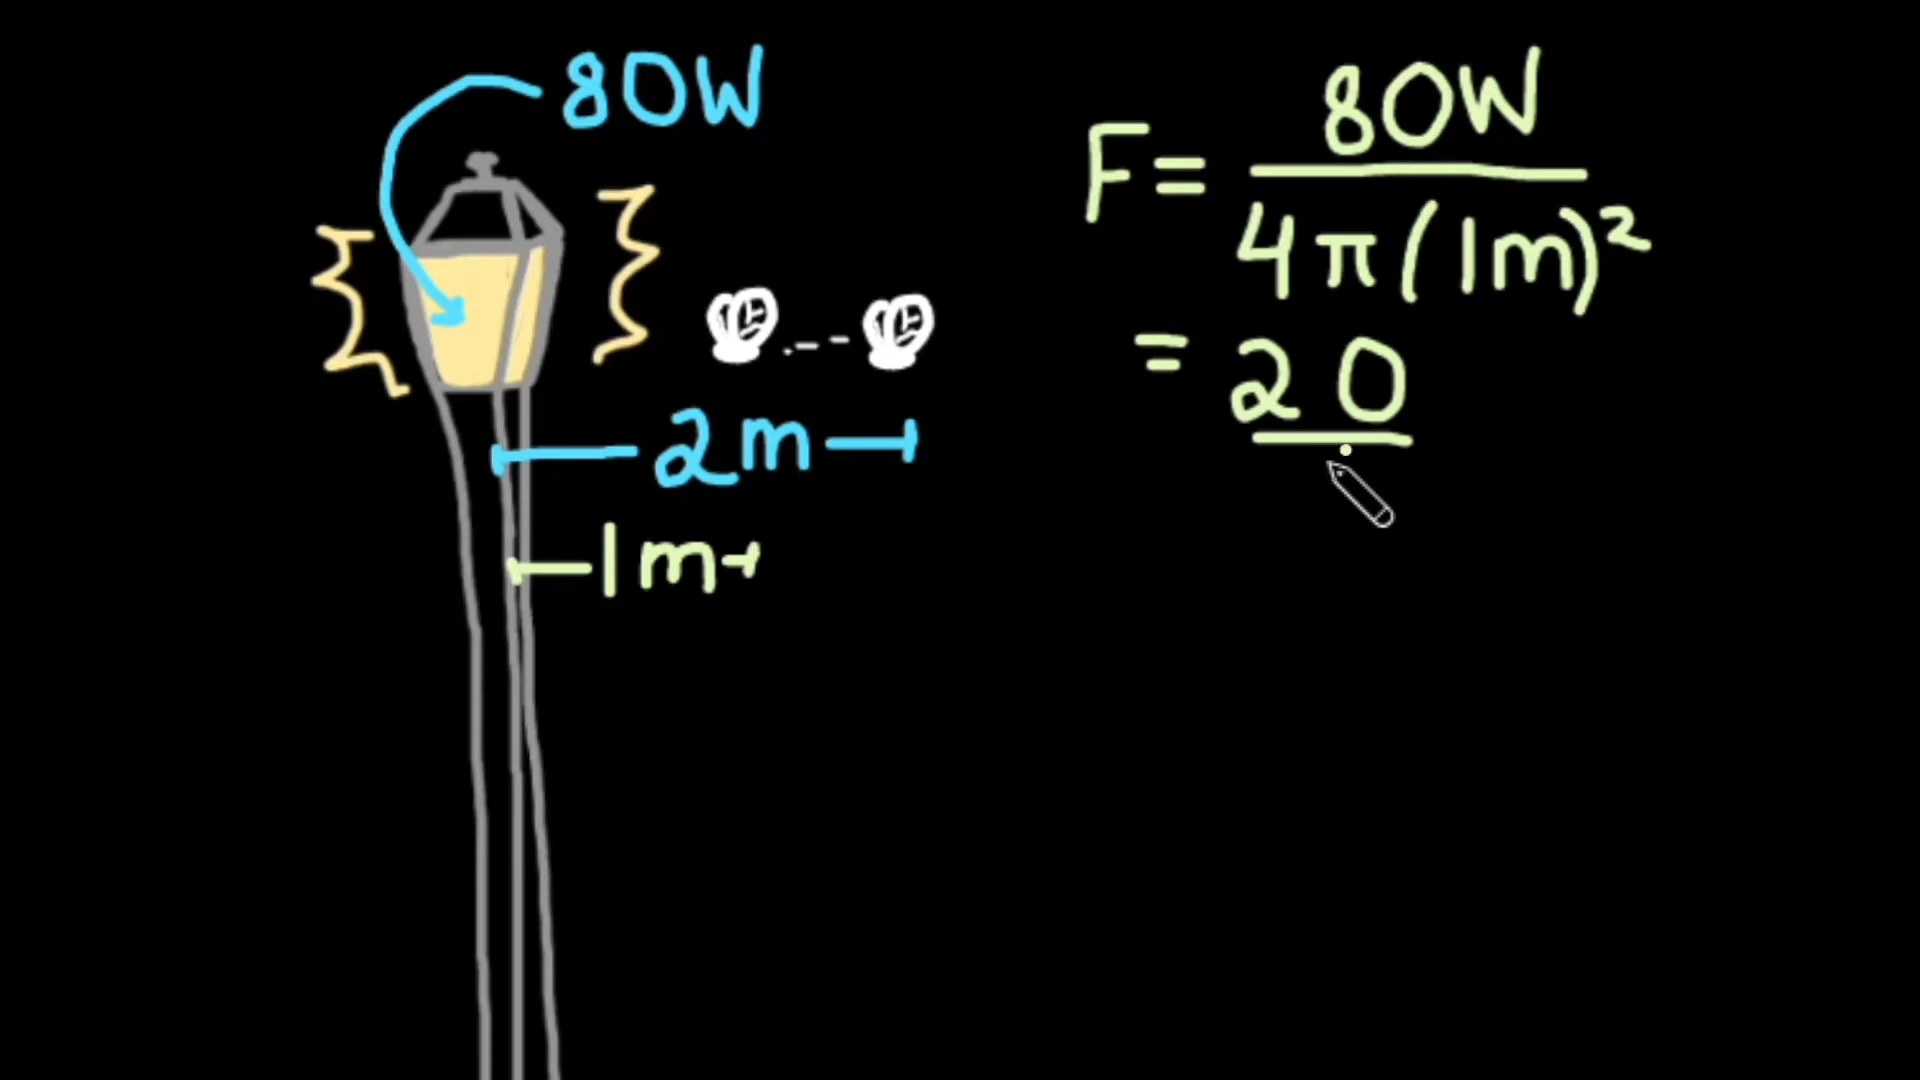 80W
2m
1m
F = 80W
4π(1m)²
= 20